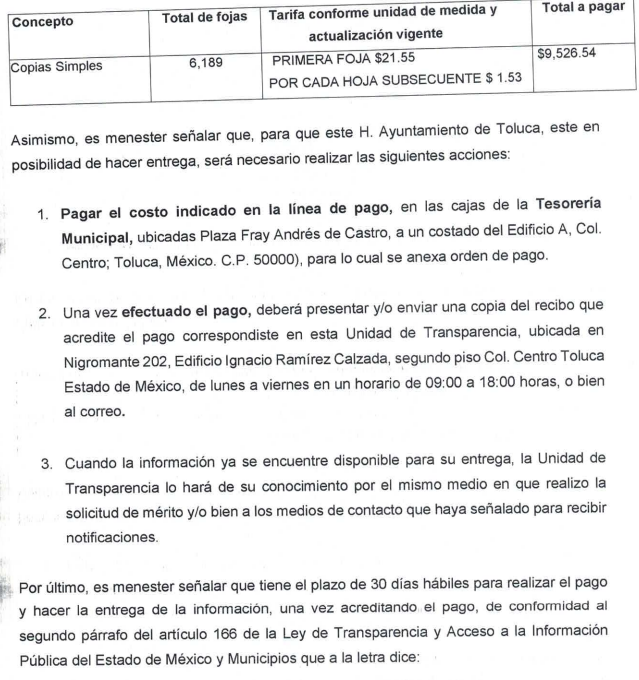 Concepto Total de fojas Tarifa conforme unidad de medida y Total a pagar
actualización vigente
Copias Simples 6,189 PRIMERA FOJA $21.55 $9,526.54
POR CADA HOJA SUBSECUENTE $ 1.53
Asimismo, es menester señalar que, para que este H. Ayuntamiento de Toluca, este en
posibilidad de hacer entrega, será necesario realizar las siguientes acciones:
1. Pagar el costo indicado en la línea de pago, en las cajas de la Tesorería
Municipal, ubicadas Plaza Fray Andrés de Castro, a un costado del Edificio A, Col.
Centro; Toluca, México. C.P. 50000), para lo cual se anexa orden de pago.
2. Una vez efectuado el pago, deberá presentar y/o enviar una copia del recibo que
acredite el pago correspondiste en esta Unidad de Transparencia, ubicada en
Nigromante 202, Edificio Ignacio Ramírez Calzada, segundo piso Col. Centro Toluca
Estado de México, de lunes a viernes en un horario de 09:00 a 18:00 horas, o bien
al correo.
3. Cuando la información ya se encuentre disponible para su entrega, la Unidad de
Transparencia lo hará de su conocimiento por el mismo medio en que realizo la
solicitud de mérito y/o bien a los medios de contacto que haya señalado para recibir
notificaciones.
Por último, es menester señalar que tiene el plazo de 30 días hábiles para realizar el pago
y hacer la entrega de la información, una vez acreditando el pago, de conformidad al
segundo párrafo del artículo 166 de la Ley de Transparencia y Acceso a la Información
Pública del Estado de México y Municipios que a la letra dice: